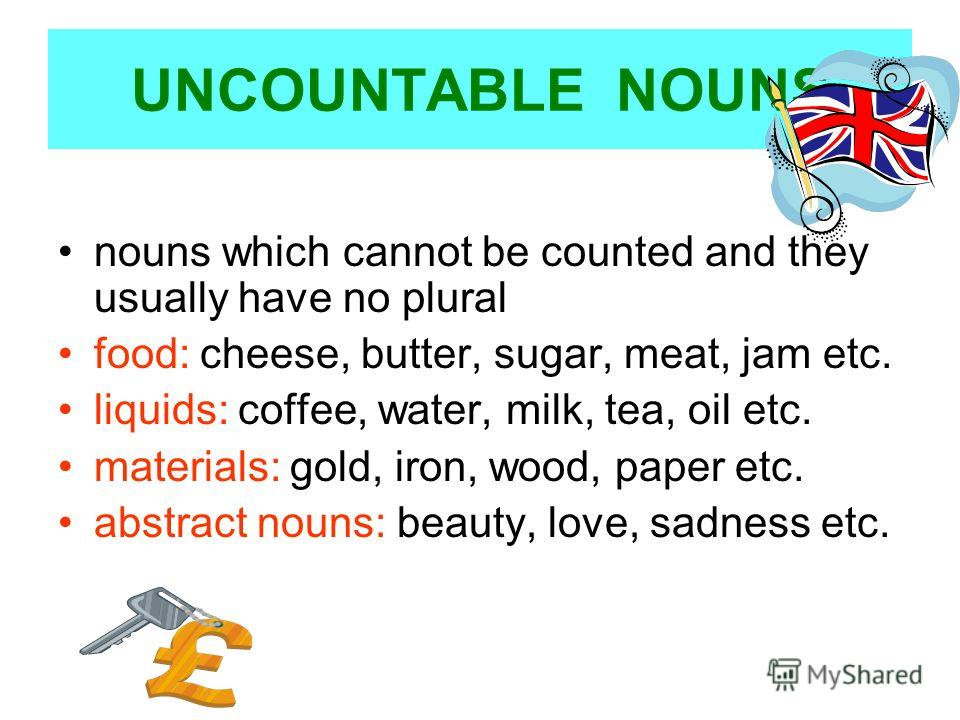 UNCOUNTABLE NOUNS
• nouns which cannot be counted and they
usually have no plural
• food: cheese, butter, sugar, meat, jam etc.
• liquids: coffee, water, milk, tea, oil etc.
• materials: gold, iron, wood, paper etc.
• abstract nouns: beauty, love, sadness etc.
£
MyShared